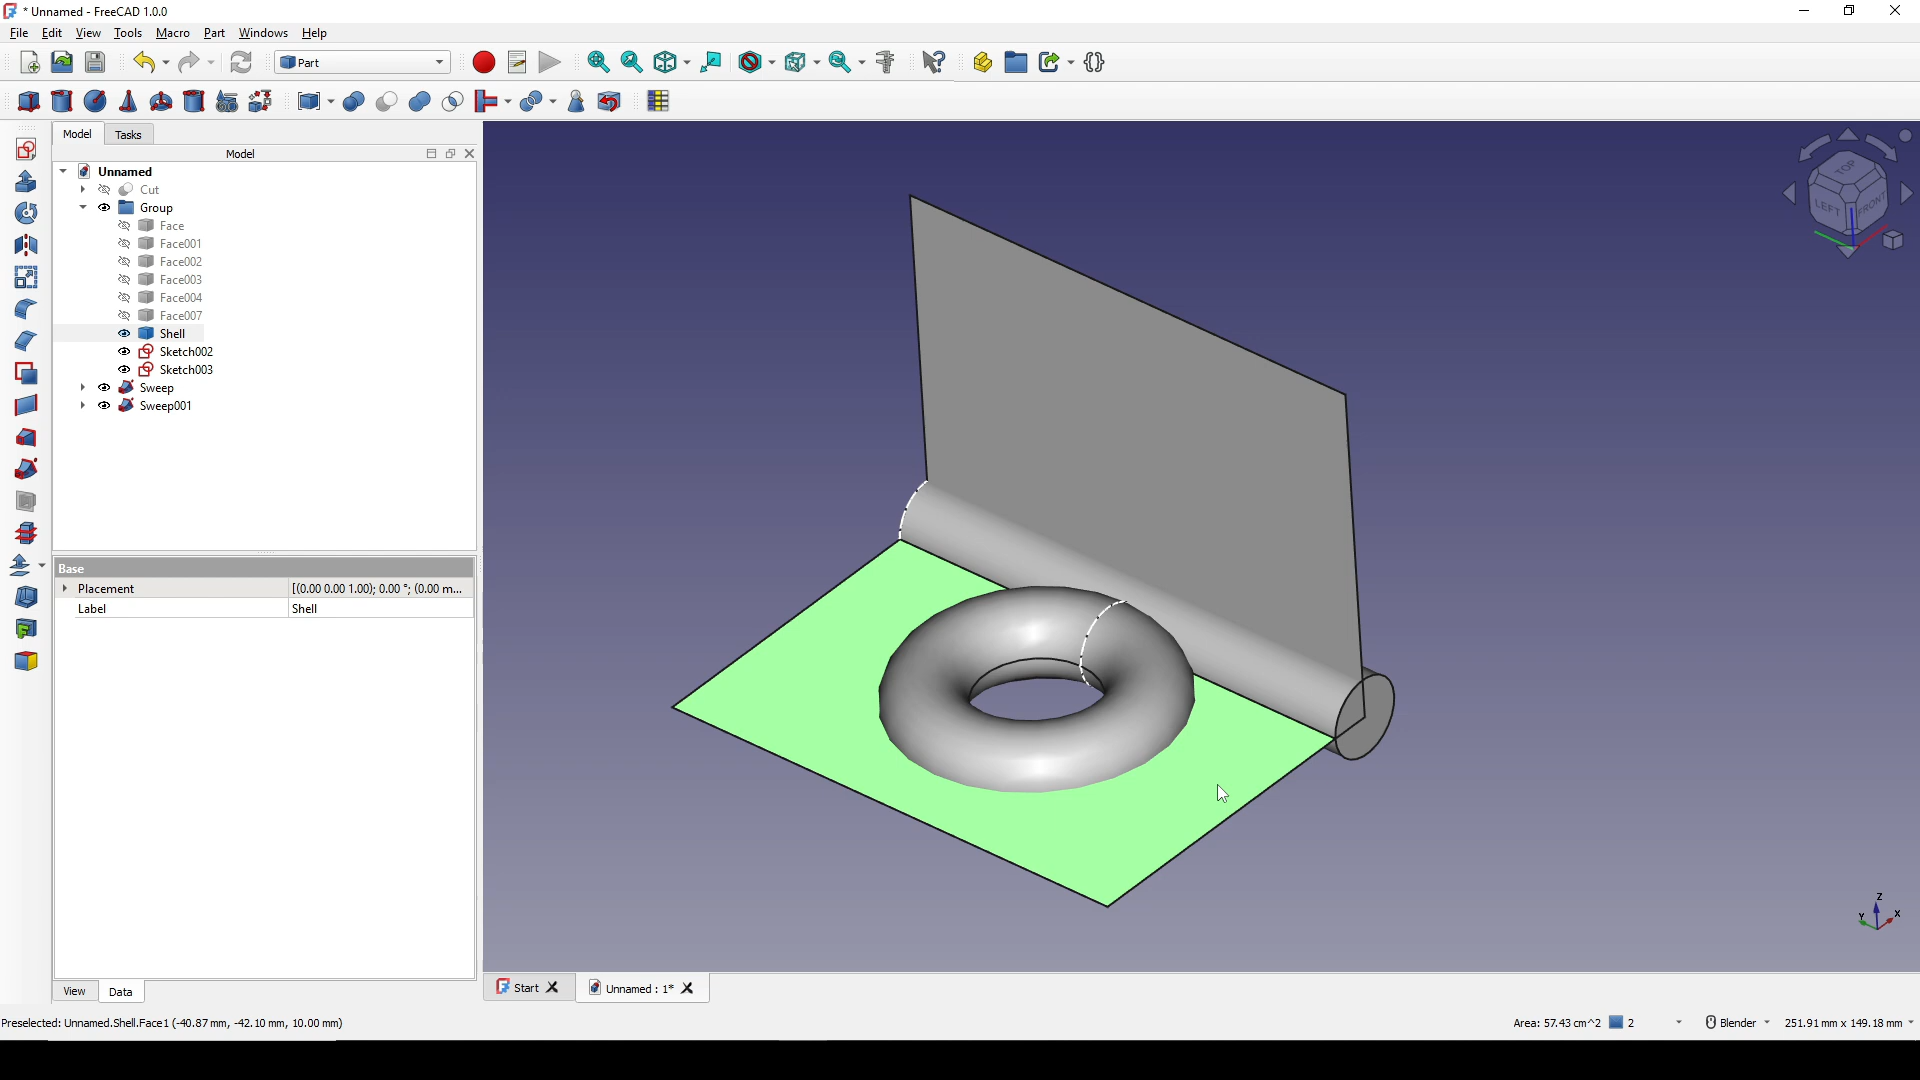 * Unnamed - FreeCAD 1.0.0
File Edit View Tools Macro Part Windows Help
Part
Model Tasks
Model
Unnamed
Cut
Group
Face
Face001
Face002
Face003
Face004
Face007
Shell
Sketch002
Sketch003
Sweep
Sweep001
TOP
LEFT FRONT
Base
Placement [(0.00 0.00 1.00); 0.00 °; (0.00 m...
Label Shell
Z
Y X
View Data
Start Unnamed : 1*
Preselected: Unnamed.Shell.Face1 (-40.87 mm, -42.10 mm, 10.00 mm)
Area: 57.43 cm^2 2 Blender 251.91 mm x 149.18 mm